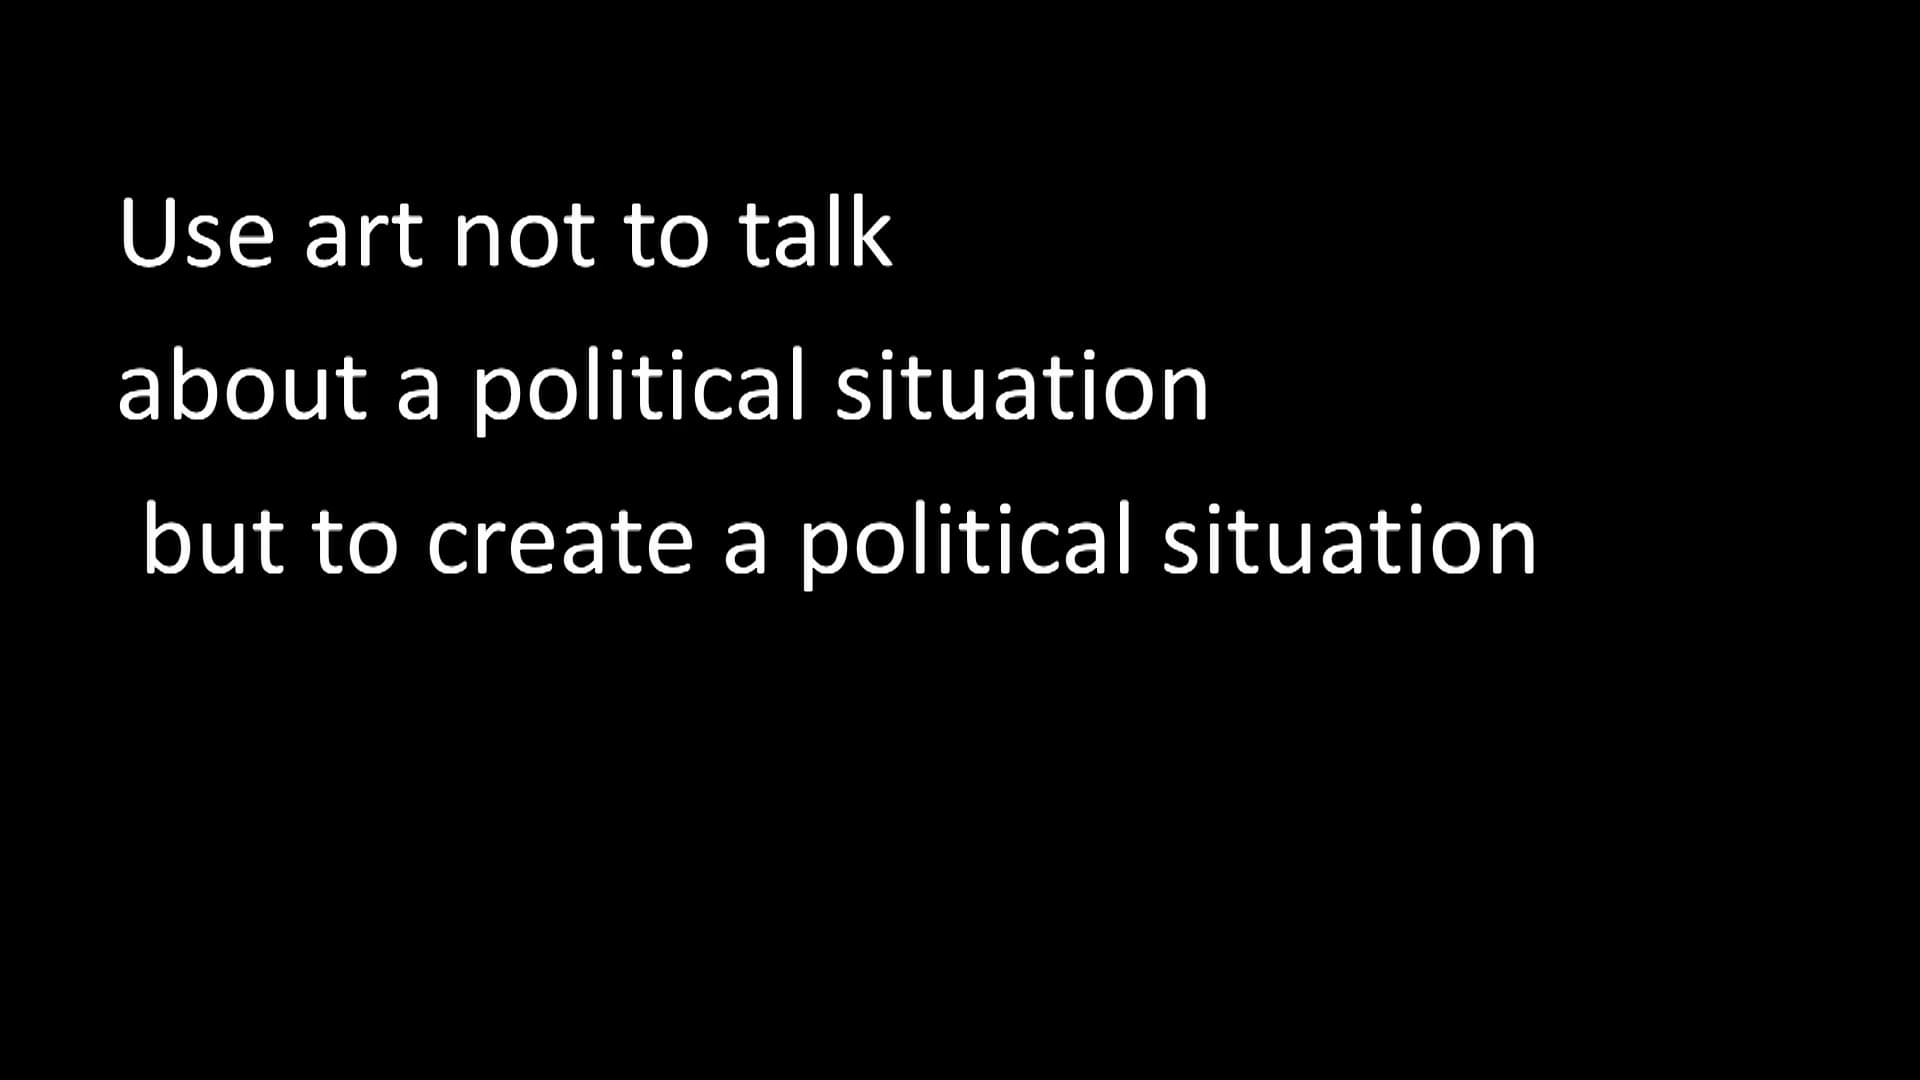 Use art not to talk
about a political situation
but to create a political situation